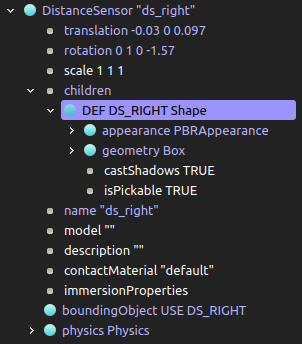 DistanceSensor "ds_right"
translation -0.03 0 0.097
rotation 0 1 0 -1.57
scale 1 1 1
children
DEF DS_RIGHT Shape
appearance PBRAppearance
geometry Box
castShadows TRUE
isPickable TRUE
name "ds_right"
model ""
description ""
contactMaterial "default"
immersionProperties
boundingObject USE DS_RIGHT
physics Physics